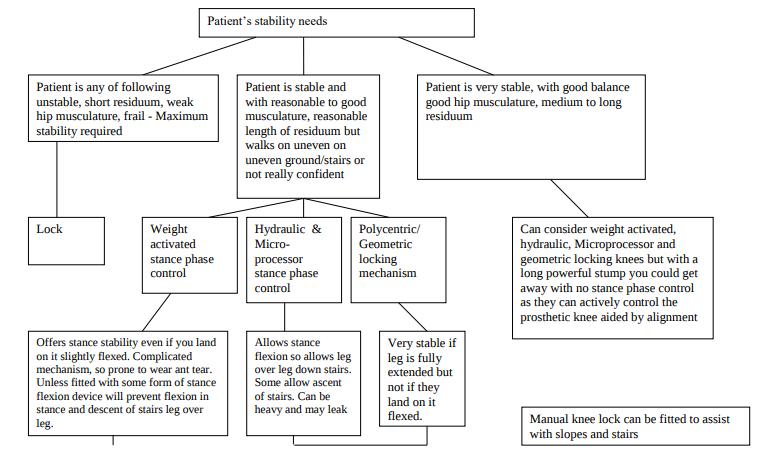 Patient's stability needs
Patient is any of following
unstable, short residuum, weak
hip musculature, frail - Maximum
stability required
Patient is stable and
with reasonable to good
musculature, reasonable
length of residuum but
walks on uneven on
uneven ground/stairs or
not really confident
Patient is very stable, with good balance
good hip musculature, medium to long
residuum
Lock
Weight
activated
stance phase
control
Hydraulic &
Micro-
processor
stance phase
control
Polycentric/
Geometric
locking
mechanism
Can consider weight activated,
hydraulic, Microprocessor and
geometric locking knees but with a
long powerful stump you could get
away with no stance phase control
as they can actively control the
prosthetic knee aided by alignment
Offers stance stability even if you land
on it slightly flexed. Complicated
mechanism, so prone to wear ant tear.
Unless fitted with some form of stance
flexion device will prevent flexion in
stance and descent of stairs leg over
leg.
Allows stance
flexion so allows leg
over leg down stairs.
Some allow ascent
of stairs. Can be
heavy and may leak
Very stable if
leg is fully
extended but
not if they
land on it
flexed.
Manual knee lock can be fitted to assist
with slopes and stairs